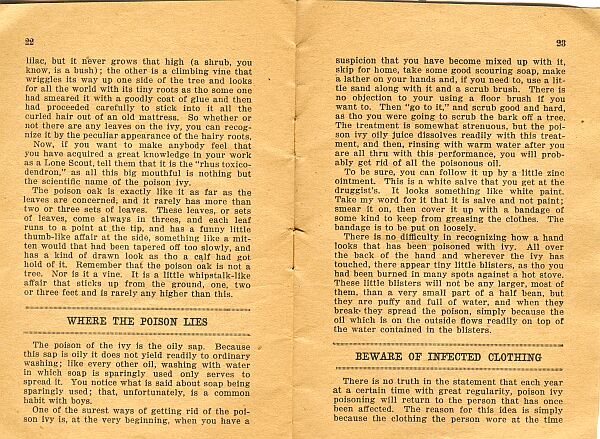 22
lilac, but it never grows that high (a shrub, you
know, is a bush); the other is a climbing vine that
wriggles its way up one side of the tree and looks
for all the world with its tiny roots as tho some one
had smeared it with a goodly coat of glue and then
had proceeded carefully to stick into it all the
curled hair out of an old mattress. So whether or
not there are any leaves on the ivy, you can recog-
nize it by the peculiar appearance of the hairy roots.
Now, if you want to make anybody feel that
you have acquired a great knowledge in your work
as a Lone Scout, tell them that it is the "rhus toxico-
dendron," as all this big mouthful is nothing but
the scientific name of the poison ivy.
The poison oak is exactly like it as far as the
leaves are concerned, and it rarely has more than
two or three sets of leaves. These leaves, or sets
of leaves, come always in threes, and each leaf
runs to a point at the tip, and has a funny little
thumb-like affair at the side, something like a mit-
ten would that had been tapered off too slowly, and
has a kind of drawn look as tho a calf had got
hold of it. Remember that the poison oak is not a
tree. Nor is it a vine. It is a little whipstalk-like
affair that sticks up from the ground, one, two
or three feet and is rarely any higher than this.
WHERE THE POISON LIES
The poison of the ivy is the oily sap. Because
this sap is oily it does not yield readily to ordinary
washing; like every other oil, washing with water
in which soap is sparingly used only serves to
spread it. You notice what is said about soap being
sparingly used; that, unfortunately, is a common
habit with boys.
One of the surest ways of getting rid of the poi-
son ivy is, at the very beginning, when you have a
23
suspicion that you have become mixed up with it,
skip for home, take some good scouring soap, make
a lather on your hands and, if you need to, use a lit-
tle sand along with it and a scrub brush. There is
no objection to your using a floor brush if you
want to. Then "go to it," and scrub good and hard,
as tho you were going to scrub the bark off a tree.
The treatment is somewhat strenuous, but the poi-
son ivy oily juice dissolves readily with this treat-
ment, and then, rinsing with warm water after you
are all thru with this performance, you will prob-
ably get rid of all the poisonous oil.
To be sure, you can follow it up by a little zinc
ointment. This is a white salve that you get at the
druggist's. It looks something like white paint.
Take my word for it that it is salve and not paint;
smear it on, then cover it up with a bandage of
some kind to keep from greasing the clothes. The
bandage is to be put on loosely.
There is no difficulty in recognizing how a hand
looks that has been poisoned with ivy. All over
the back of the hand and wherever the ivy has
touched, there appear tiny little blisters, as tho you
had been burned in many spots against a hot stove.
These little blisters will not be any larger, most of
them, than a very small part of a half bean, but
they are puffy and full of water, and when they
break they spread the poison, simply because the
oil which is on the outside flows readily on top of
the water contained in the blisters.
BEWARE OF INFECTED CLOTHING
There is no truth in the statement that each year
at a certain time with great regularity, poison ivy
poisoning will return to the person that has once
been affected. The reason for this idea is simply
because the clothing the person wore at the time